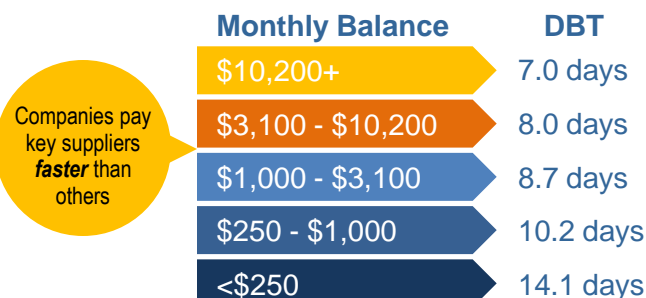 Monthly Balance DBT
$10,200+ 7.0 days
Companies pay
key suppliers
faster than
others
$3,100 - $10,200 8.0 days
$1,000 - $3,100 8.7 days
$250 - $1,000 10.2 days
<$250 14.1 days